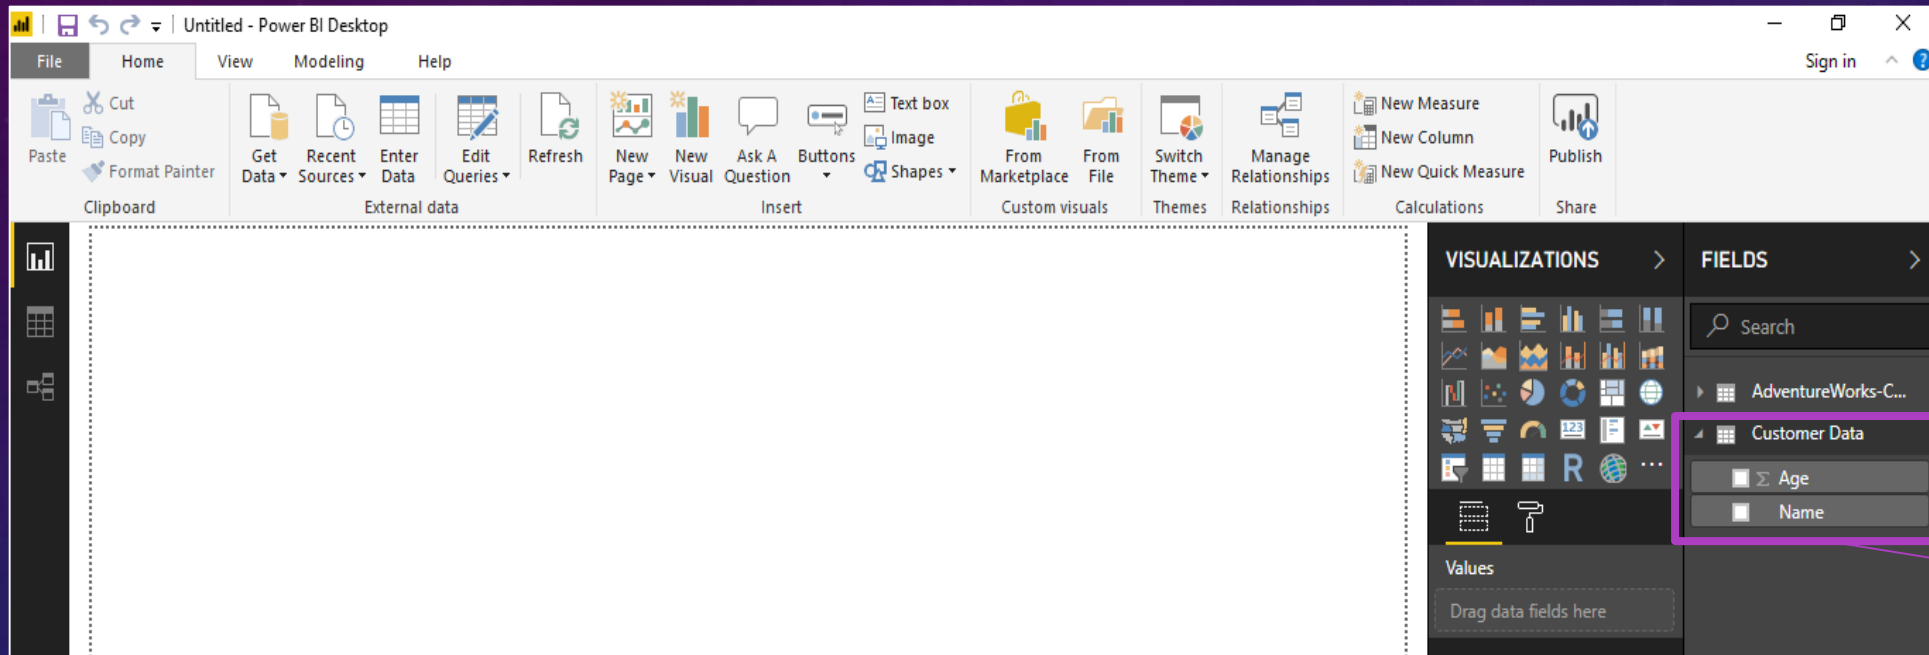 Untitled - Power BI Desktop
File Home View Modeling Help Sign in ?
Paste
Cut
Copy
Format Painter
Clipboard
Get Data
Recent Sources
Enter Data
Edit Queries
Refresh
External data
New Page
New Visual
Ask A Question
Buttons
Text box
Image
Shapes
Insert
From Marketplace
From File
Custom visuals
Switch Theme
Themes
Manage Relationships
Relationships
New Measure
New Column
New Quick Measure
Calculations
Publish
Share
VISUALIZATIONS
123
R
Values
Drag data fields here
FIELDS
Search
AdventureWorks-C...
Customer Data
Σ Age
Name